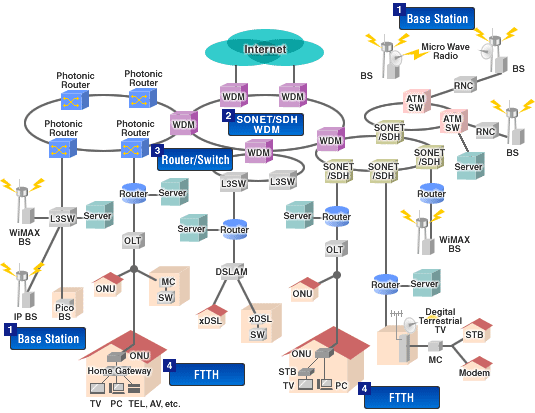 1 Base Station
Internet
Micro Wave
Radio
BS
BS
Photonic
Router
Photonic
Router
WDM
WDM
RNC
ATM
SW
2 SONET/SDH
WDM
Photonic
Router
Photonic
Router
WDM
SONET
/SDH
ATM
SW
RNC
BS
WDM
WDM
3 Router/Switch
SONET
/SDH
Server
SONET
/SDH
SONET
/SDH
L3SW
L3SW
Router
Server
Router
WiMAX
BS
L3SW
Server
Server
Router
Server
Router
WiMAX
BS
OLT
OLT
DSLAM
Router
Server
IP BS
Pico
BS
ONU
MC
SW
xDSL
xDSL
SW
ONU
Degital
Terrestrial
TV
STB
MC
Modem
1 Base Station
ONU
Home Gateway
TV PC TEL, AV, etc.
4 FTTH
ONU
STB
TV
PC
4 FTTH